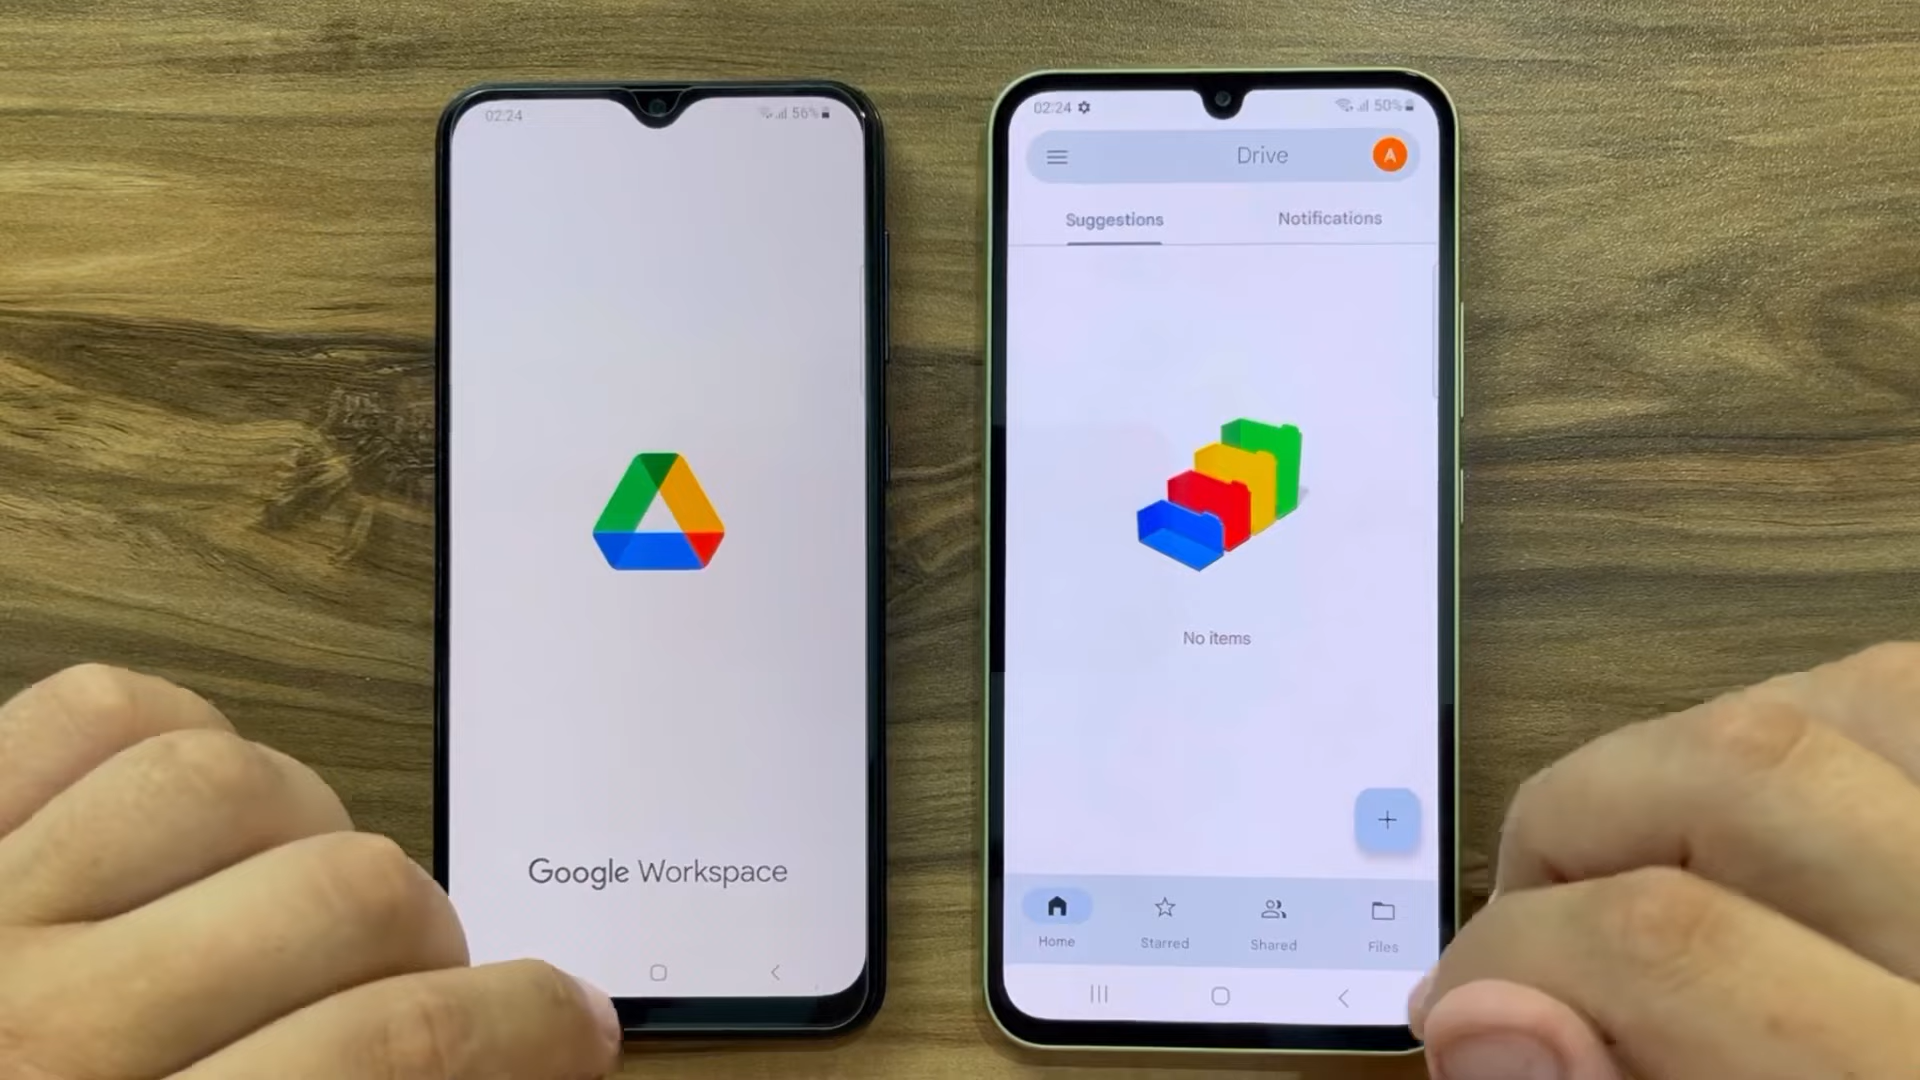 02:24
56%
Google Workspace
02:24
50%
Drive
A
Suggestions
Notifications
No items
Home
Starred
Shared
Files